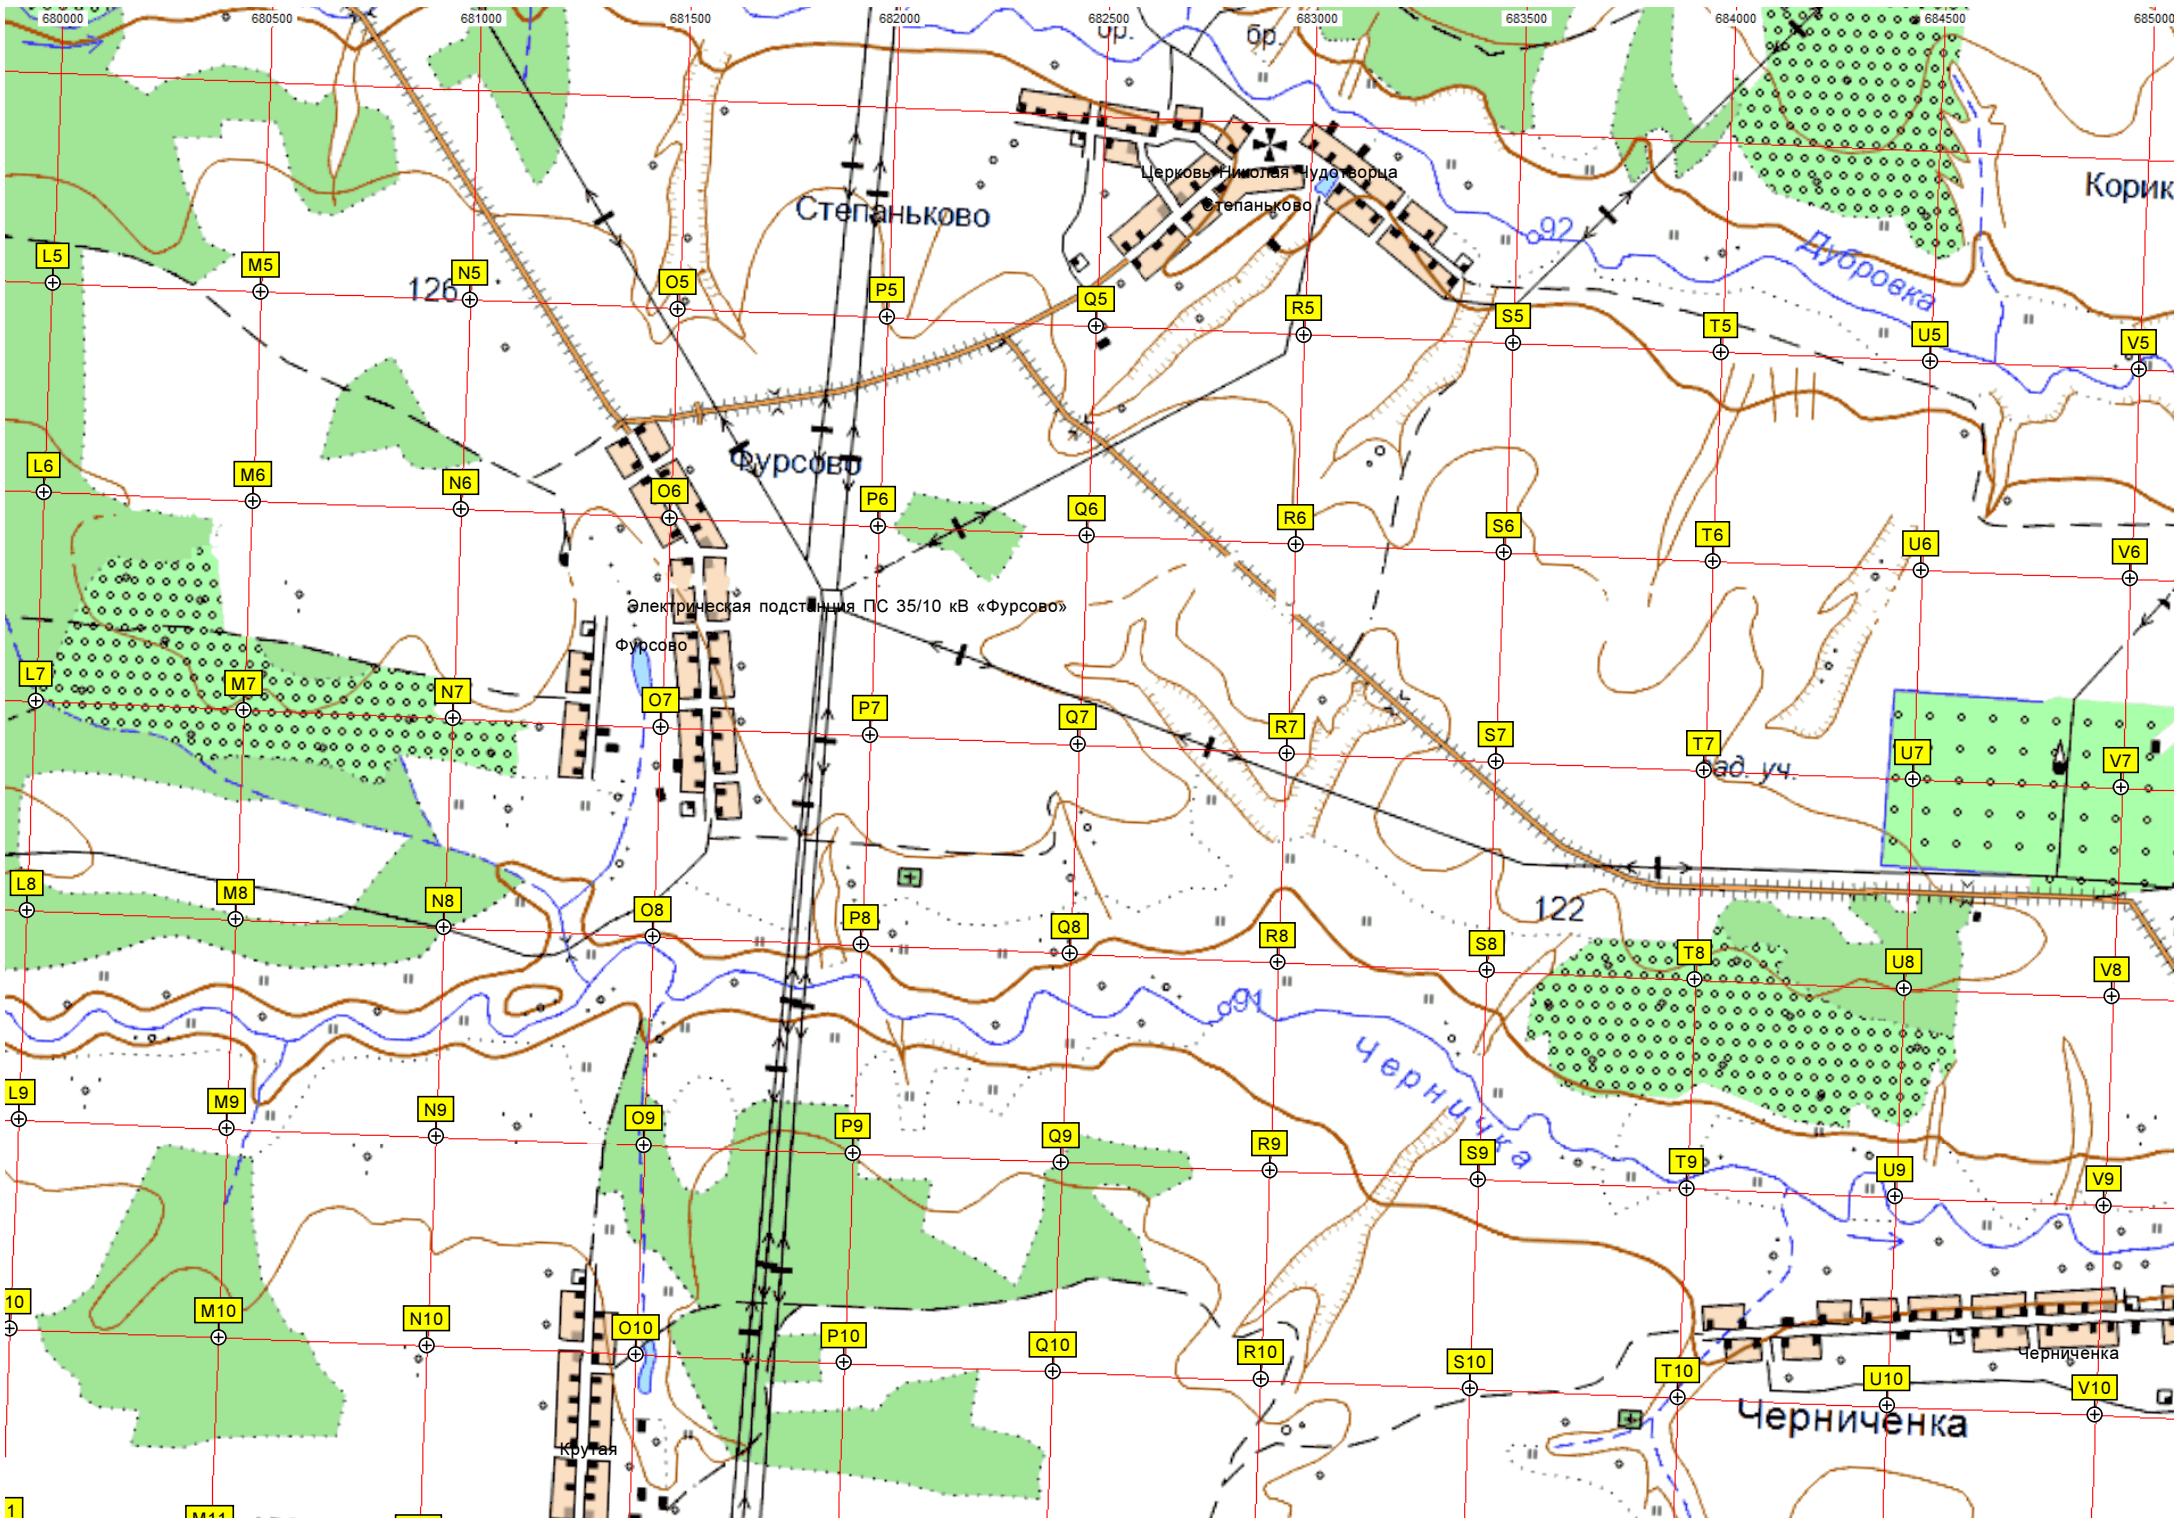 680000 680500 681000 681500 682000 682500 683000 683500 684000 684500 685000
бр. бр.
Церковь Николая Чудотворца
Корик
Степаньково
Степаньково
92
Дубровка
L5 M5 N5 O5 P5 Q5 R5 S5 T5 U5 V5
126
Фурсово
L6 M6 N6 O6 P6 Q6 R6 S6 T6 U6 V6
Электрическая подстанция ПС 35/10 кВ «Фурсово»
Фурсово
L7 M7 N7 O7 P7 Q7 R7 S7 T7 U7 V7
Сад. уч.
L8 M8 N8 O8 P8 Q8 R8 S8 T8 U8 V8
122
91
Черничка
L9 M9 N9 O9 P9 Q9 R9 S9 T9 U9 V9
10 M10 N10 O10 P10 Q10 R10 S10 T10 U10 V10
Черниченка
Черниченка
Крутая
1 M11